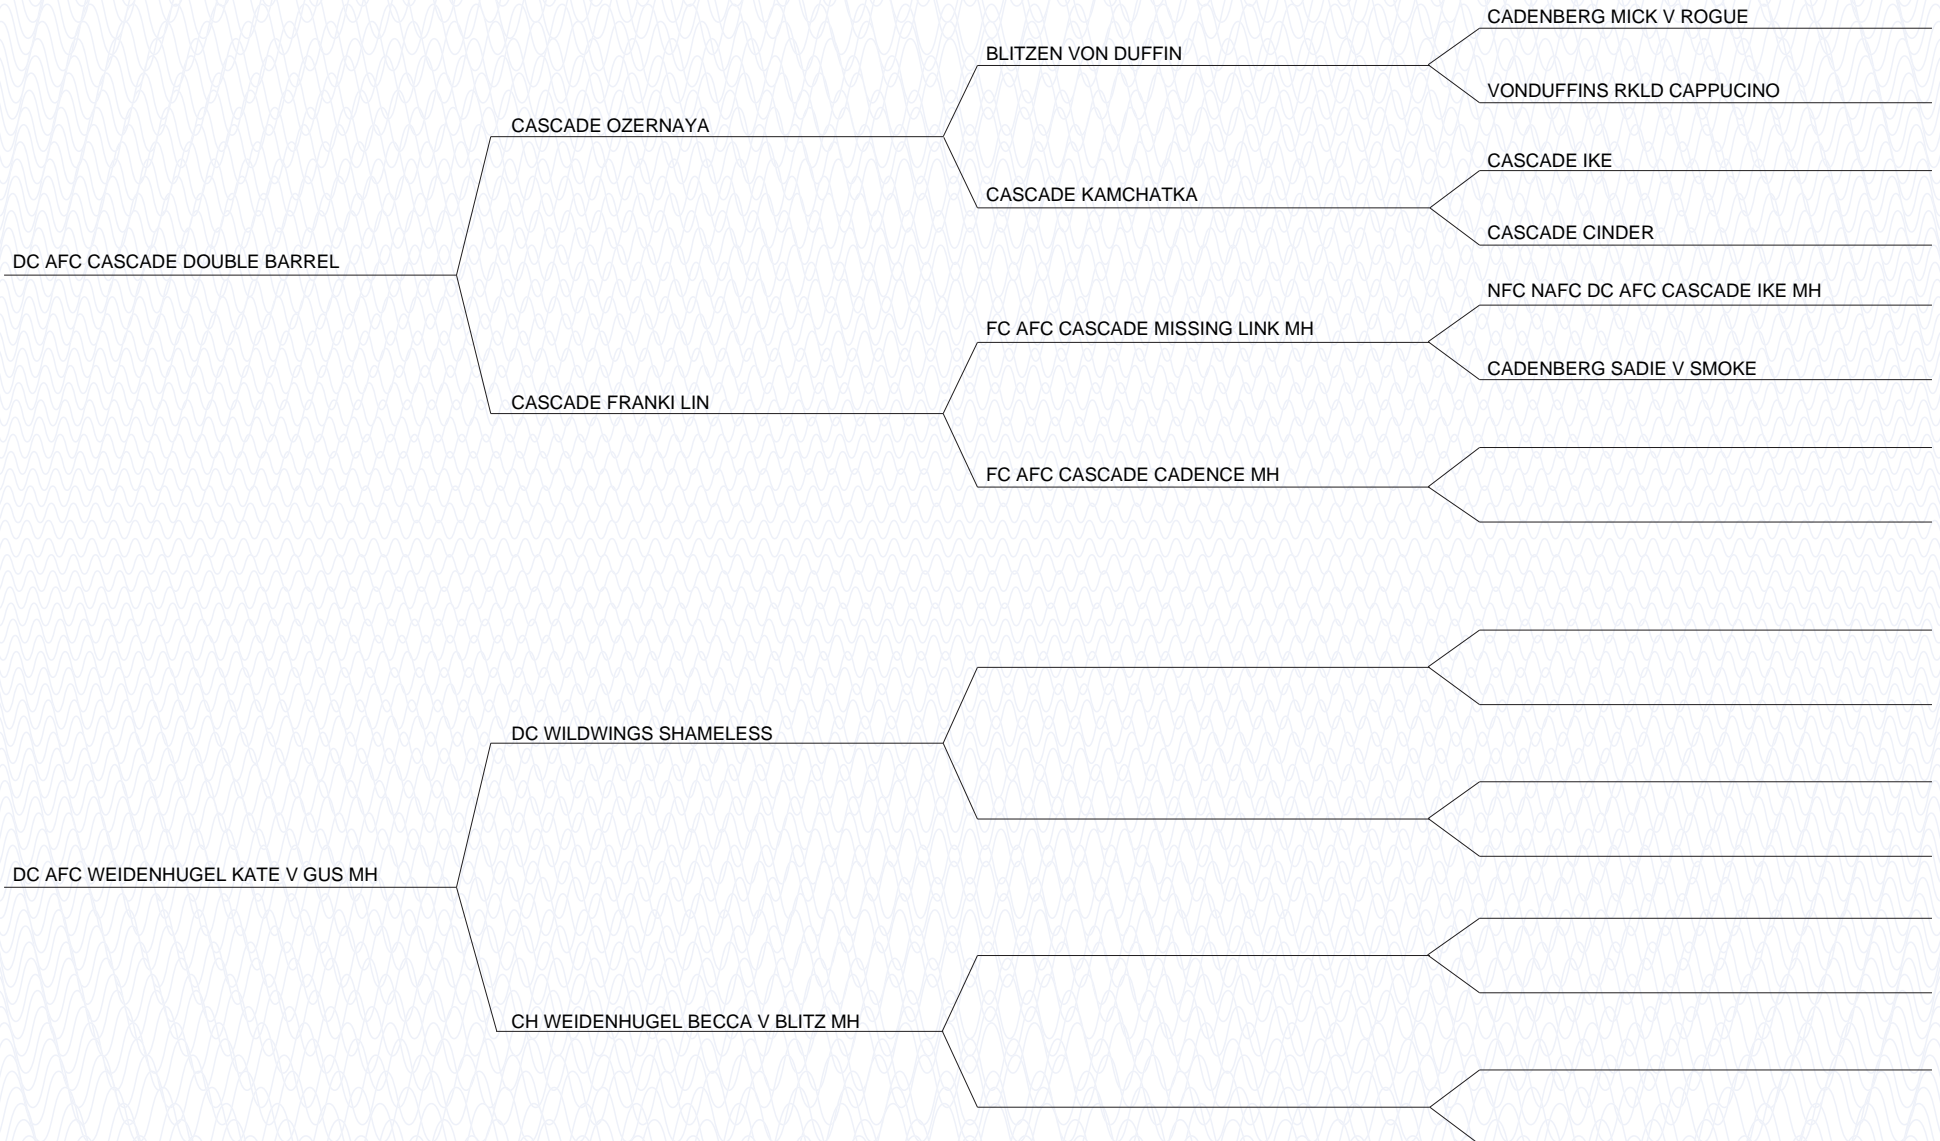 CADENBERG MICK V ROGUE
BLITZEN VON DUFFIN
VONDUFFINS RKLD CAPPUCINO
CASCADE OZERNAYA
CASCADE IKE
CASCADE KAMCHATKA
CASCADE CINDER
DC AFC CASCADE DOUBLE BARREL
NFC NAFC DC AFC CASCADE IKE MH
FC AFC CASCADE MISSING LINK MH
CADENBERG SADIE V SMOKE
CASCADE FRANKI LIN
FC AFC CASCADE CADENCE MH
DC WILDWINGS SHAMELESS
DC AFC WEIDENHUGEL KATE V GUS MH
CH WEIDENHUGEL BECCA V BLITZ MH